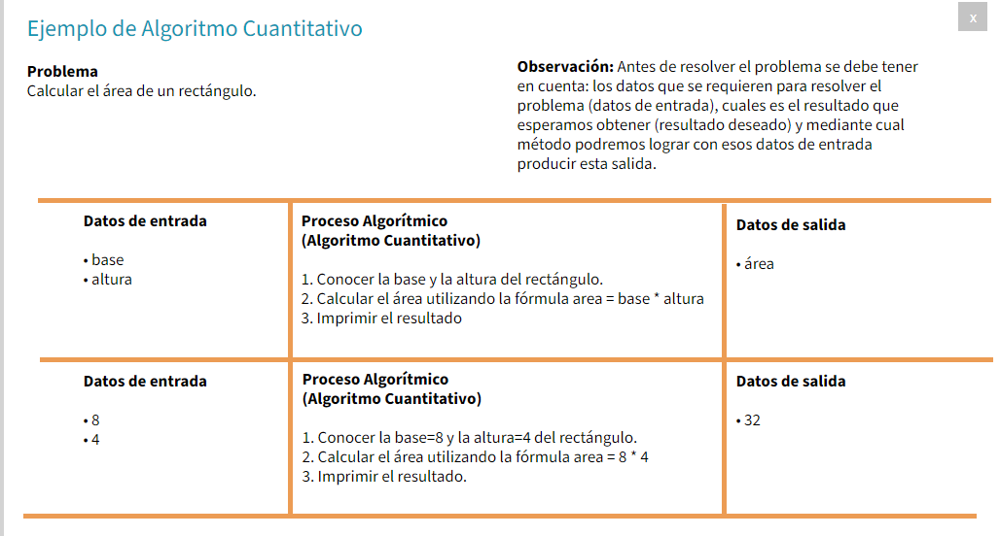 Ejemplo de Algoritmo Cuantitativo
x
Problema
Calcular el área de un rectángulo.
Observación: Antes de resolver el problema se debe tener
en cuenta: los datos que se requieren para resolver el
problema (datos de entrada), cuales es el resultado que
esperamos obtener (resultado deseado) y mediante cual
método podremos lograr con esos datos de entrada
producir esta salida.
Datos de entrada
• base
• altura
Proceso Algorítmico
(Algoritmo Cuantitativo)
1. Conocer la base y la altura del rectángulo.
2. Calcular el área utilizando la fórmula area = base * altura
3. Imprimir el resultado
Datos de salida
• área
Datos de entrada
• 8
• 4
Proceso Algorítmico
(Algoritmo Cuantitativo)
1. Conocer la base=8 y la altura=4 del rectángulo.
2. Calcular el área utilizando la fórmula area = 8 * 4
3. Imprimir el resultado.
Datos de salida
• 32